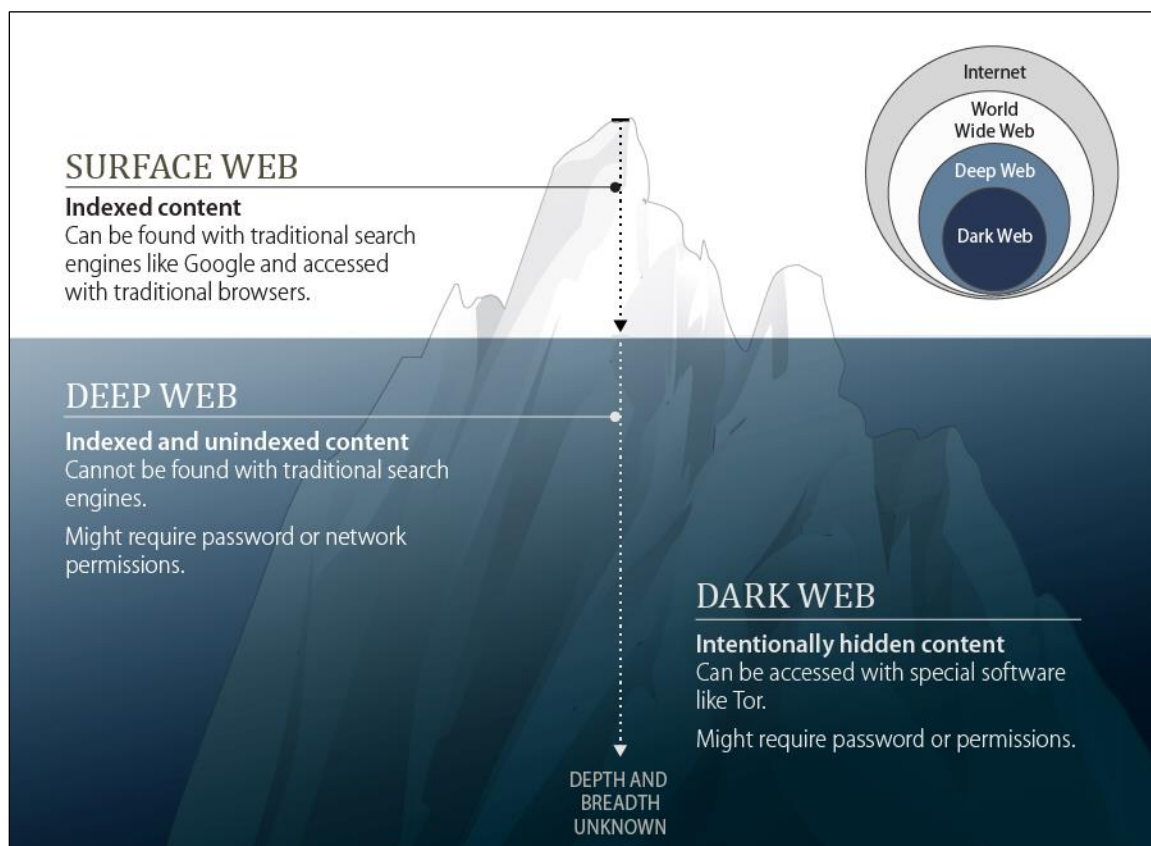 Internet
World
Wide Web
Deep Web
Dark Web
SURFACE WEB
Indexed content
Can be found with traditional search
engines like Google and accessed
with traditional browsers.
DEEP WEB
Indexed and unindexed content
Cannot be found with traditional search
engines.
Might require password or network
permissions.
DARK WEB
Intentionally hidden content
Can be accessed with special software
like Tor.
Might require password or permissions.
DEPTH AND
BREADTH
UNKNOWN